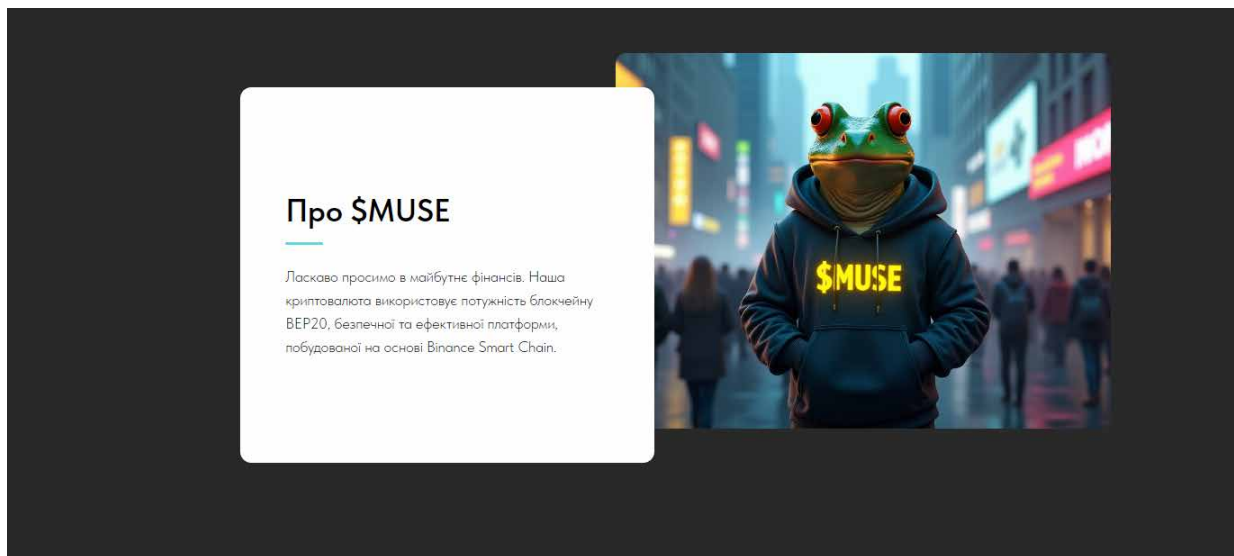 Про $MUSE
Ласкаво просимо в майбутнє фінансів. Наша
криптовалюта використовує потужність блокчейну
BEP20, безпечної та ефективної платформи,
побудованої на основі Binance Smart Chain.
$MUSE